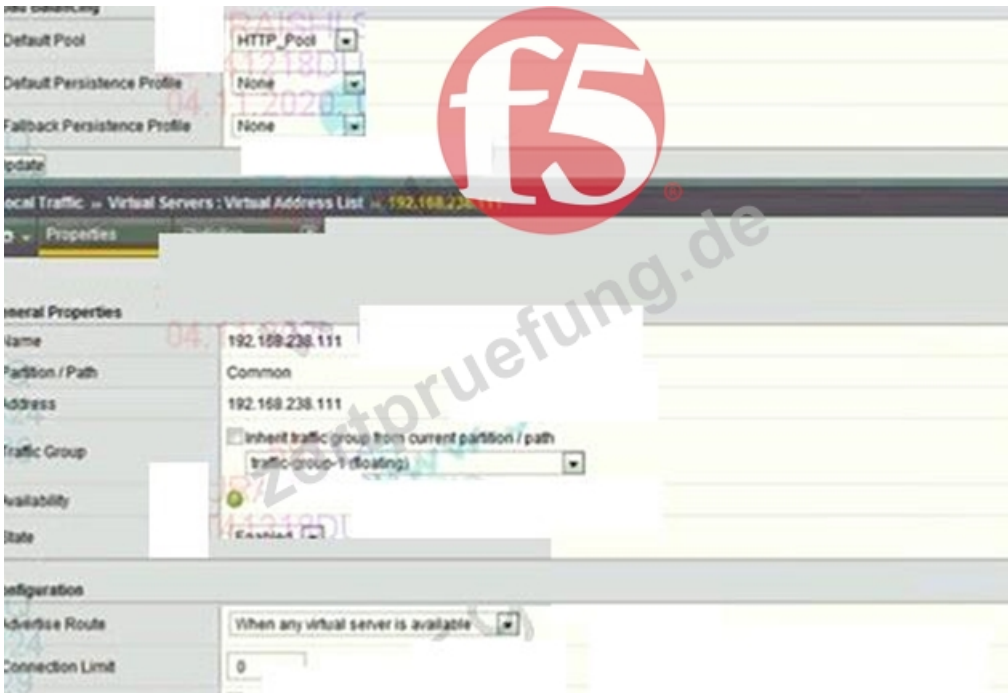 Default Pool HTTP_Pool
Default Persistence Profile None
Fallback Persistence Profile None
Update
f5
Local Traffic » Virtual Servers : Virtual Address List » 192.168.238.111
Properties
General Properties
Name 192.168.238.111
Partition / Path Common
Address 192.168.238.111
Traffic Group
Inherit traffic group from current partition / path
traffic-group-1 (floating)
Availability
State Enabled
Configuration
Advertise Route When any virtual server is available
Connection Limit 0
zertpruefung.de